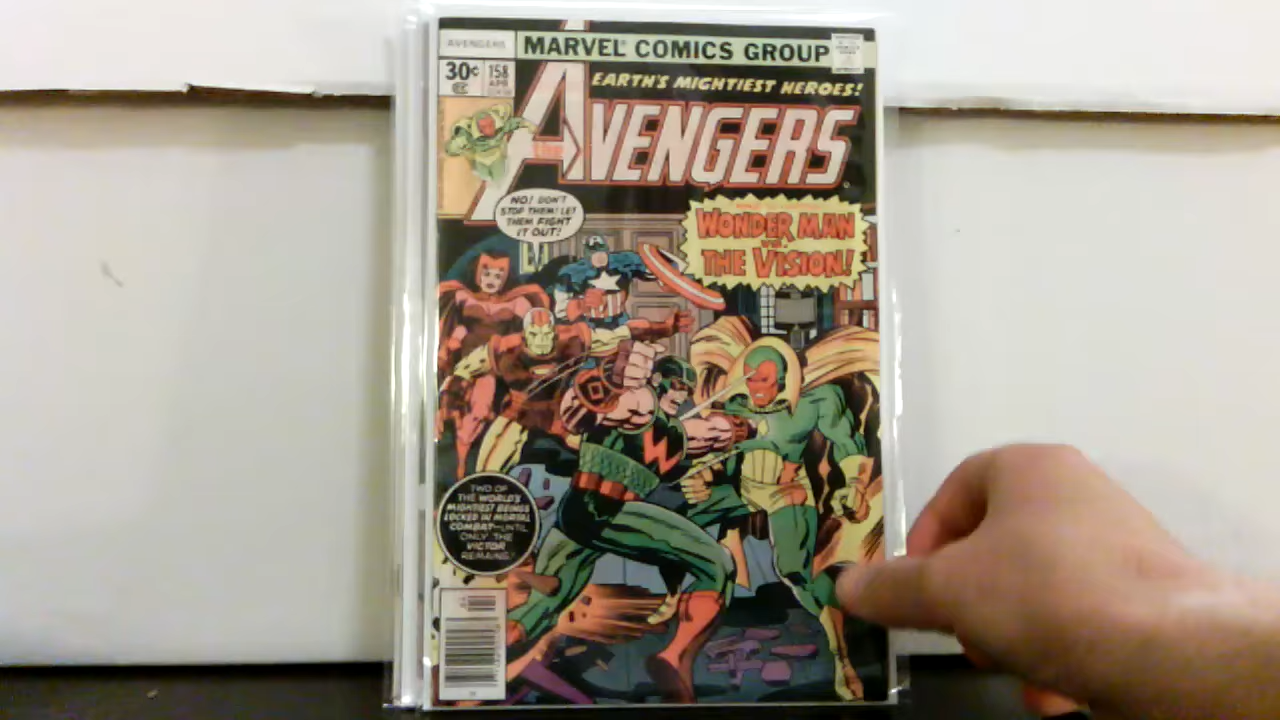 AVENGERS
MARVEL® COMICS GROUP
30¢
158
APR
EARTH'S MIGHTIEST HEROES!
THE
AVENGERS
NO! DON'T
STOP THEM! LET
THEM FIGHT
IT OUT!
WONDER MAN
VS.
THE VISION!
W
TWO OF
THE WORLD'S
MIGHTIEST BEINGS
LOCKED IN MORTAL
COMBAT—UNTIL
ONLY THE
VICTOR
REMAINS!